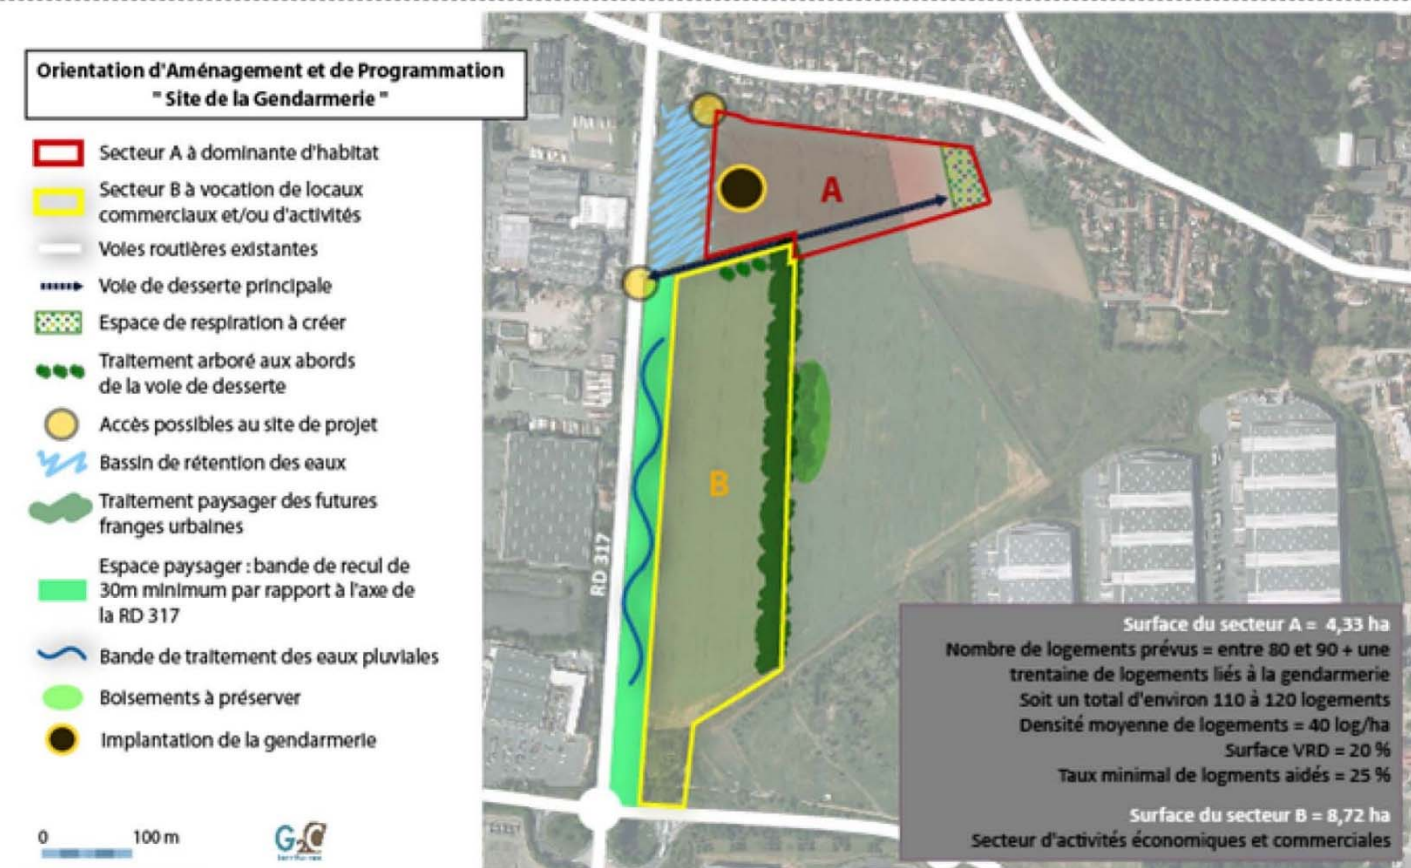 Orientation d'Aménagement et de Programmation
" Site de la Gendarmerie "
Secteur A à dominante d'habitat
Secteur B à vocation de locaux
commerciaux et/ou d'activités
Voies routières existantes
Voie de desserte principale
Espace de respiration à créer
Traitement arboré aux abords
de la voie de desserte
Accès possibles au site de projet
Bassin de rétention des eaux
Traitement paysager des futures
franges urbaines
Espace paysager : bande de recul de
30m minimum par rapport à l'axe de
la RD 317
Bande de traitement des eaux pluviales
Boisements à préserver
Implantation de la gendarmerie
0 100 m
G2C
territoires
A
B
RD 317
Surface du secteur A = 4,33 ha
Nombre de logements prévus = entre 80 et 90 + une
trentaine de logements liés à la gendarmerie
Soit un total d'environ 110 à 120 logements
Densité moyenne de logements = 40 log/ha
Surface VRD = 20 %
Taux minimal de logments aidés = 25 %
Surface du secteur B = 8,72 ha
Secteur d'activités économiques et commerciales